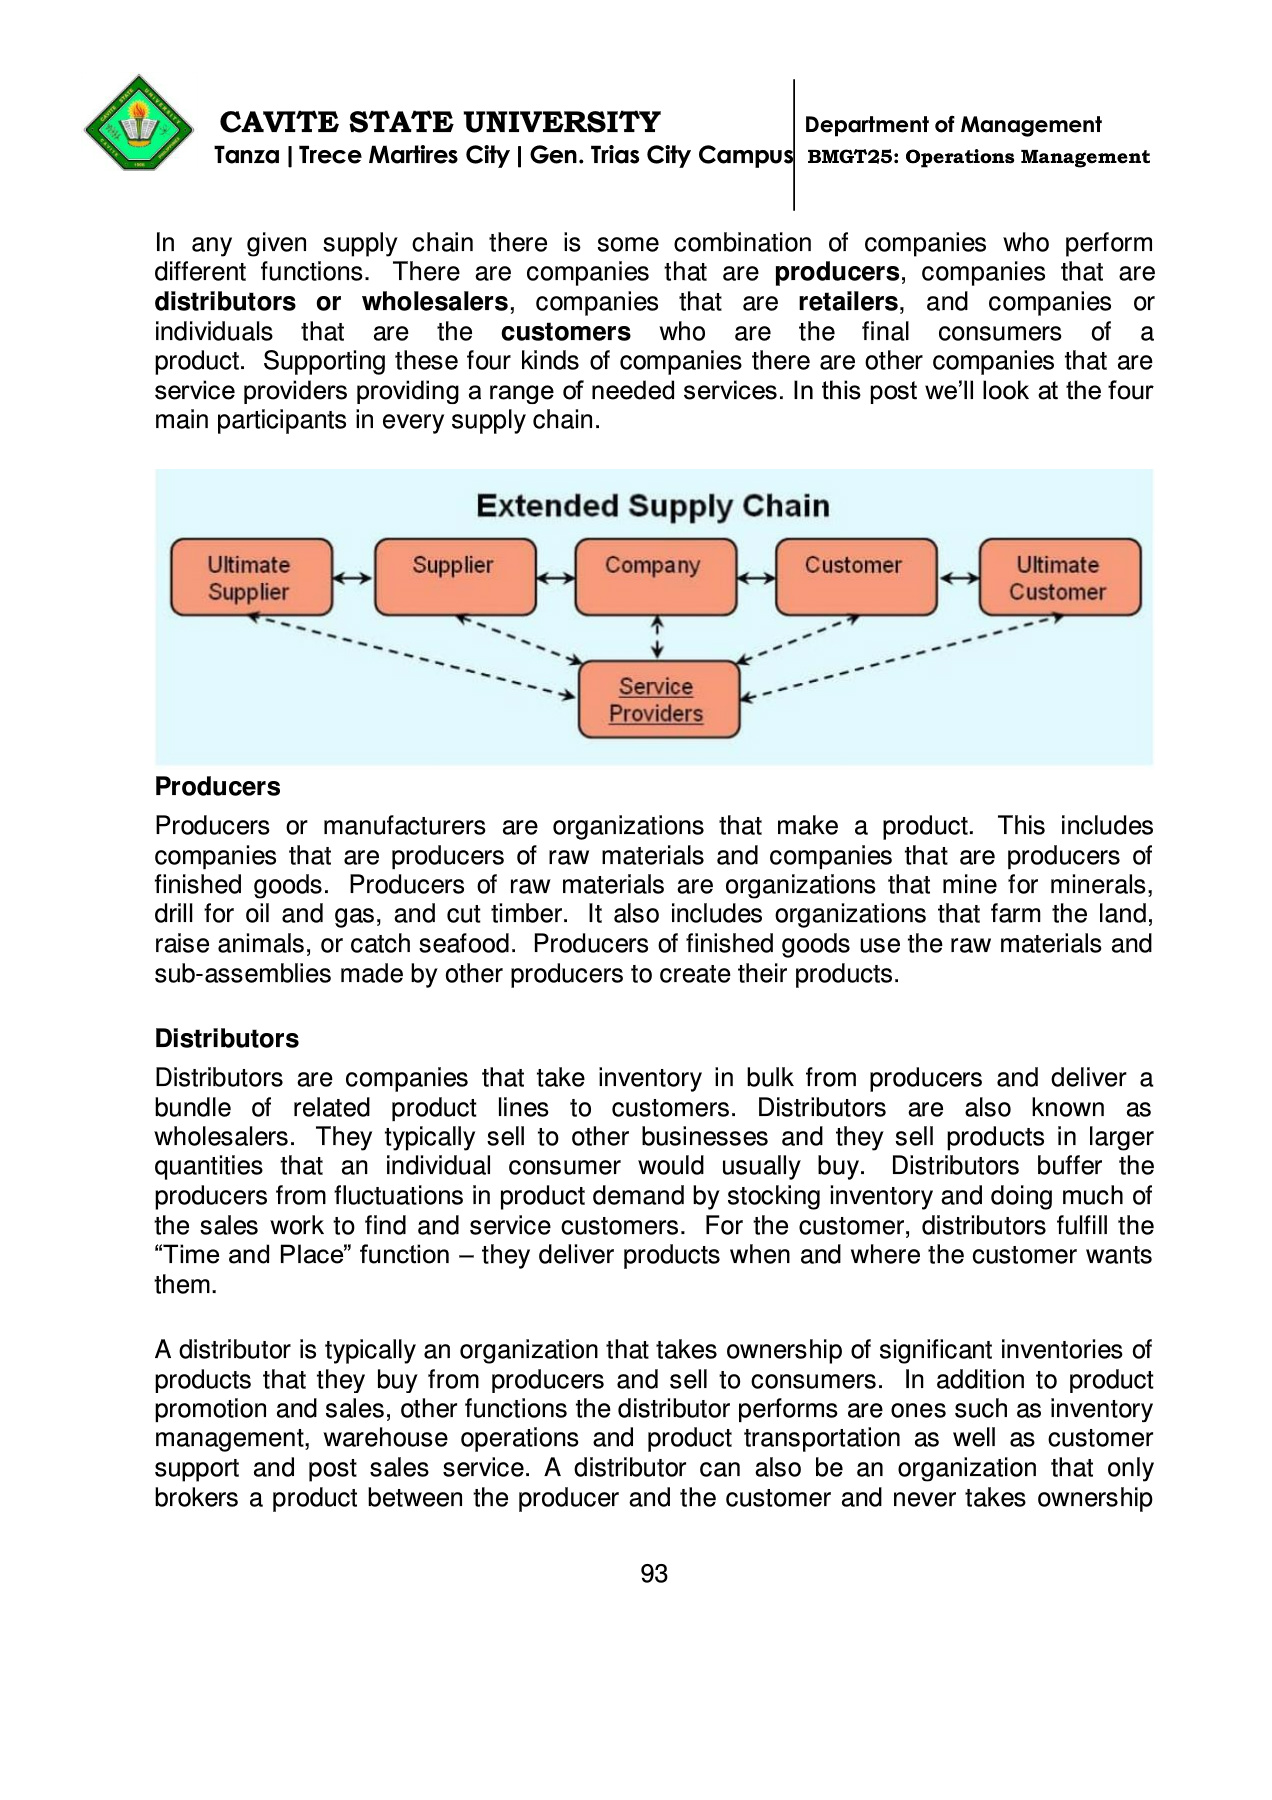 CAVITE STATE UNIVERSITY
Tanza | Trece Martires City | Gen. Trias City Campus
Department of Management
BMGT25: Operations Management
In any given supply chain there is some combination of companies who perform
different functions. There are companies that are producers, companies that are
distributors or wholesalers, companies that are retailers, and companies or
individuals that are the customers who are the final consumers of a
product. Supporting these four kinds of companies there are other companies that are
service providers providing a range of needed services. In this post we’ll look at the four
main participants in every supply chain.
Extended Supply Chain
Ultimate
Supplier
Supplier
Company
Customer
Ultimate
Customer
Service
Providers
Producers
Producers or manufacturers are organizations that make a product. This includes
companies that are producers of raw materials and companies that are producers of
finished goods. Producers of raw materials are organizations that mine for minerals,
drill for oil and gas, and cut timber. It also includes organizations that farm the land,
raise animals, or catch seafood. Producers of finished goods use the raw materials and
sub-assemblies made by other producers to create their products.
Distributors
Distributors are companies that take inventory in bulk from producers and deliver a
bundle of related product lines to customers. Distributors are also known as
wholesalers. They typically sell to other businesses and they sell products in larger
quantities that an individual consumer would usually buy. Distributors buffer the
producers from fluctuations in product demand by stocking inventory and doing much of
the sales work to find and service customers. For the customer, distributors fulfill the
“Time and Place” function – they deliver products when and where the customer wants
them.
A distributor is typically an organization that takes ownership of significant inventories of
products that they buy from producers and sell to consumers. In addition to product
promotion and sales, other functions the distributor performs are ones such as inventory
management, warehouse operations and product transportation as well as customer
support and post sales service. A distributor can also be an organization that only
brokers a product between the producer and the customer and never takes ownership
93